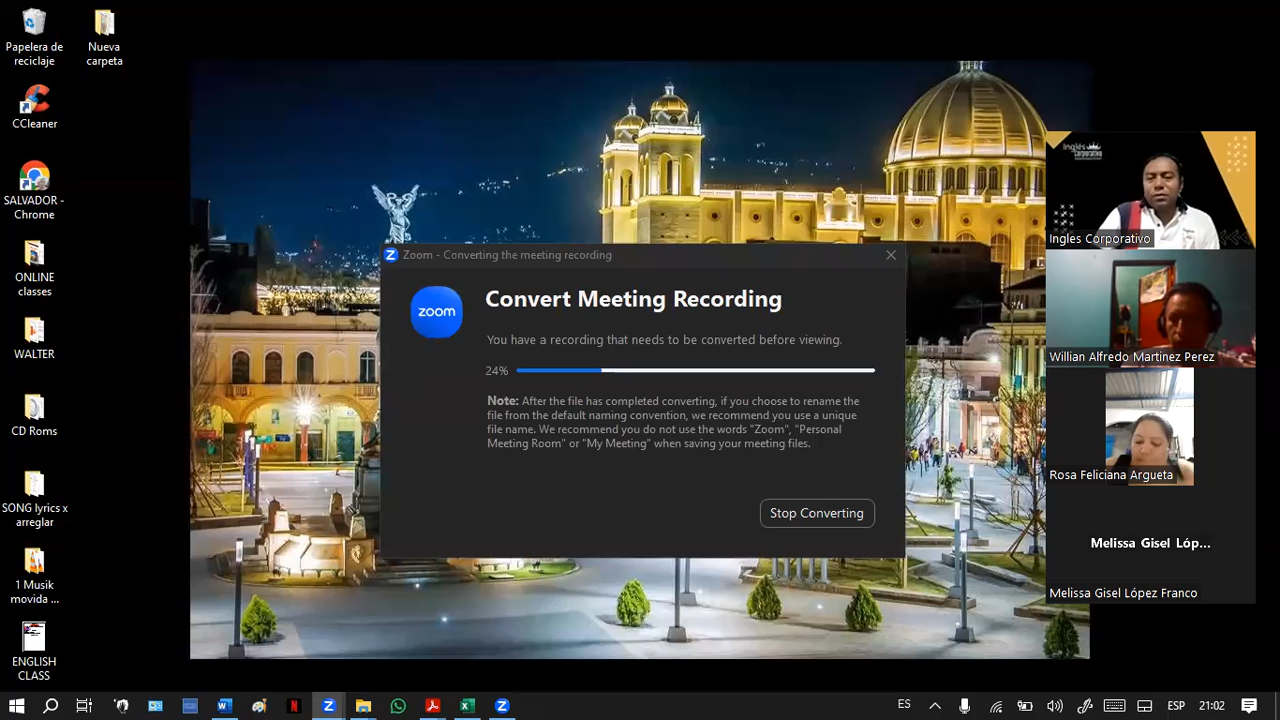 Papelera de
reciclaje
Nueva
carpeta
CCleaner
SALVADOR -
Chrome
ONLINE
classes
WALTER
CD Roms
SONG lyrics x
arreglar
1 Musik
movida ...
ENGLISH
CLASS
Zoom - Converting the meeting recording
zoom
Convert Meeting Recording
You have a recording that needs to be converted before viewing.
24%
Note: After the file has completed converting, if you choose to rename the
file from the default naming convention, we recommend you use a unique
file name. We recommend you do not use the words "Zoom", "Personal
Meeting Room" or "My Meeting" when saving your meeting files.
Stop Converting
Inglés
Corporativo
Ingles Corporativo
Willian Alfredo Martinez Perez
Rosa Feliciana Argueta
Melissa Gisel Lóp...
Melissa Gisel López Franco
ES
ESP
21:02